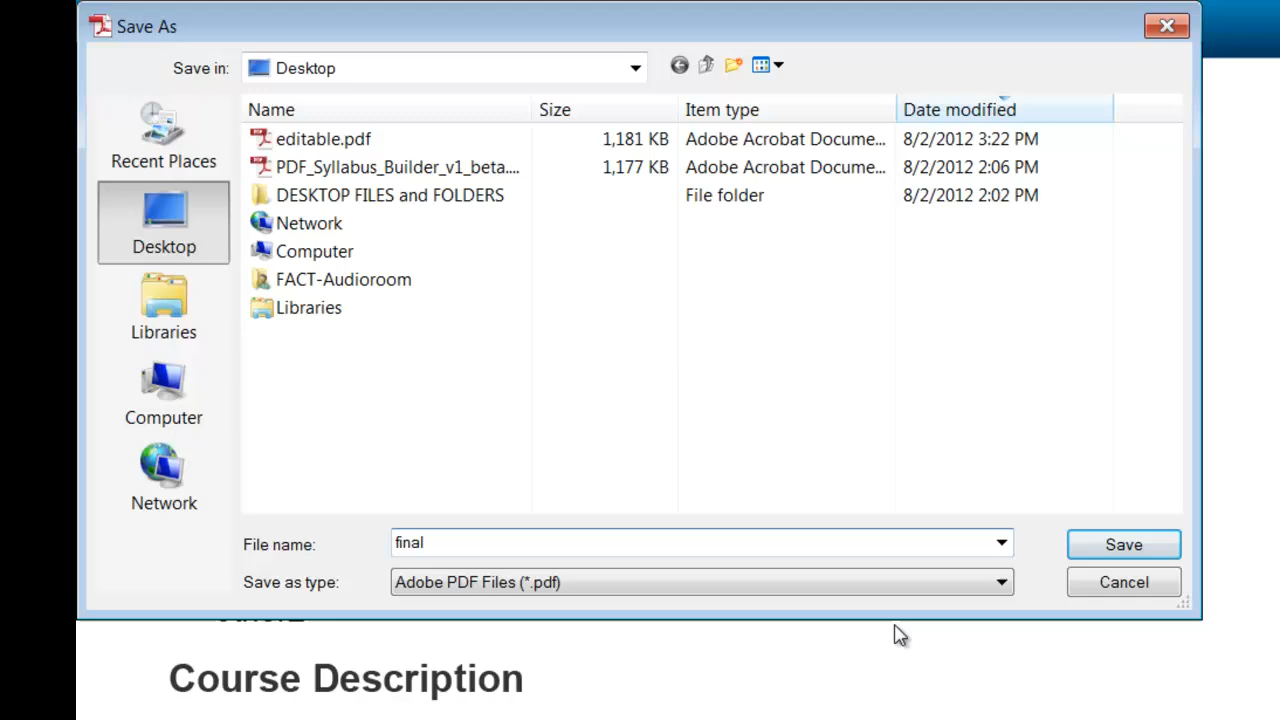 Save As
Save in: Desktop
Name Size Item type Date modified
editable.pdf 1,181 KB Adobe Acrobat Docume... 8/2/2012 3:22 PM
PDF_Syllabus_Builder_v1_beta.... 1,177 KB Adobe Acrobat Docume... 8/2/2012 2:06 PM
DESKTOP FILES and FOLDERS File folder 8/2/2012 2:02 PM
Network
Computer
FACT-Audioroom
Libraries
Recent Places
Desktop
Libraries
Computer
Network
File name: final Save
Save as type: Adobe PDF Files (*.pdf) Cancel
Course Description